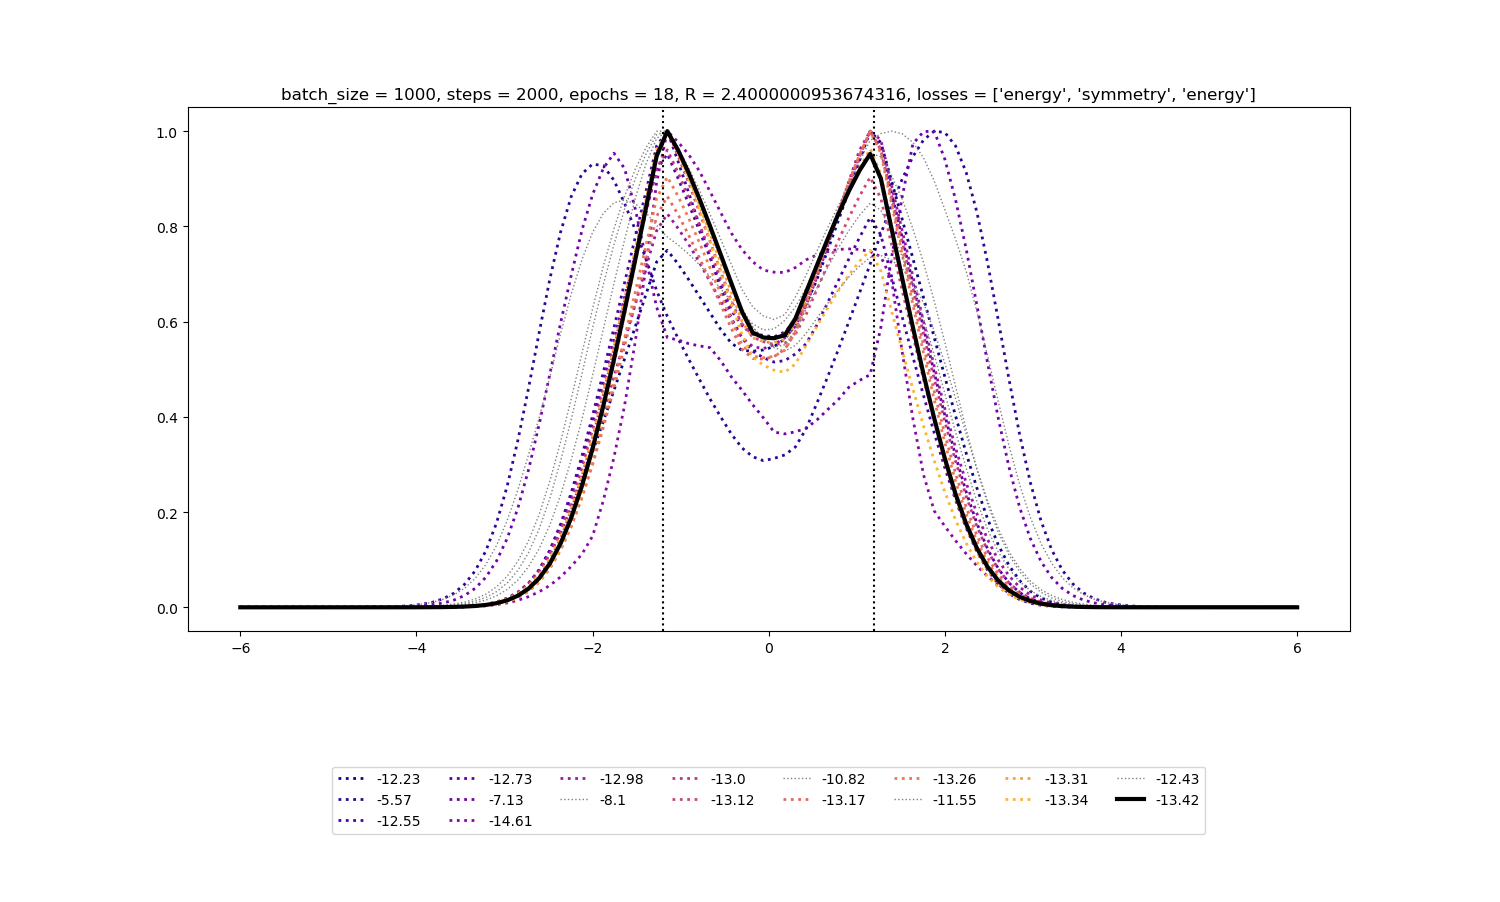 batch_size = 1000, steps = 2000, epochs = 18, R = 2.4000000953674316, losses = ['energy', 'symmetry', 'energy']
1.0
0.8
0.6
0.4
0.2
0.0
−6 −4 −2 0 2 4 6
-12.23 -12.73 -12.98 -13.0 -10.82 -13.26 -13.31 -12.43
-5.57 -7.13 -8.1 -13.12 -13.17 -11.55 -13.34 -13.42
-12.55 -14.61